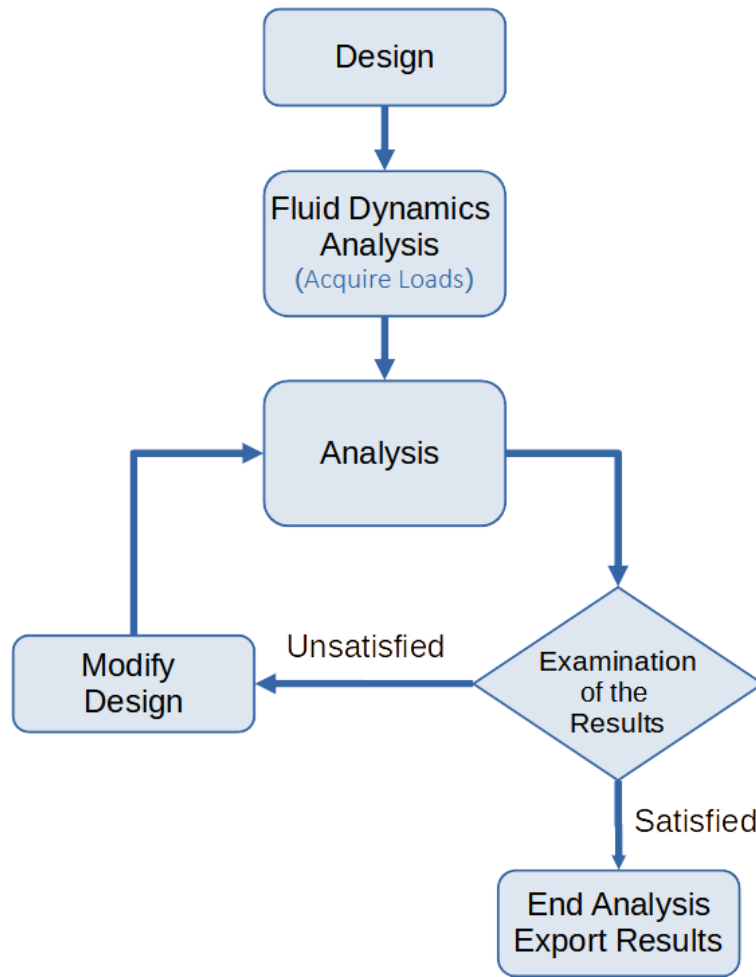 Design
Fluid Dynamics
Analysis
(Acquire Loads)
Analysis
Unsatisfied
Modify
Design
Examination
of the
Results
Satisfied
End Analysis
Export Results